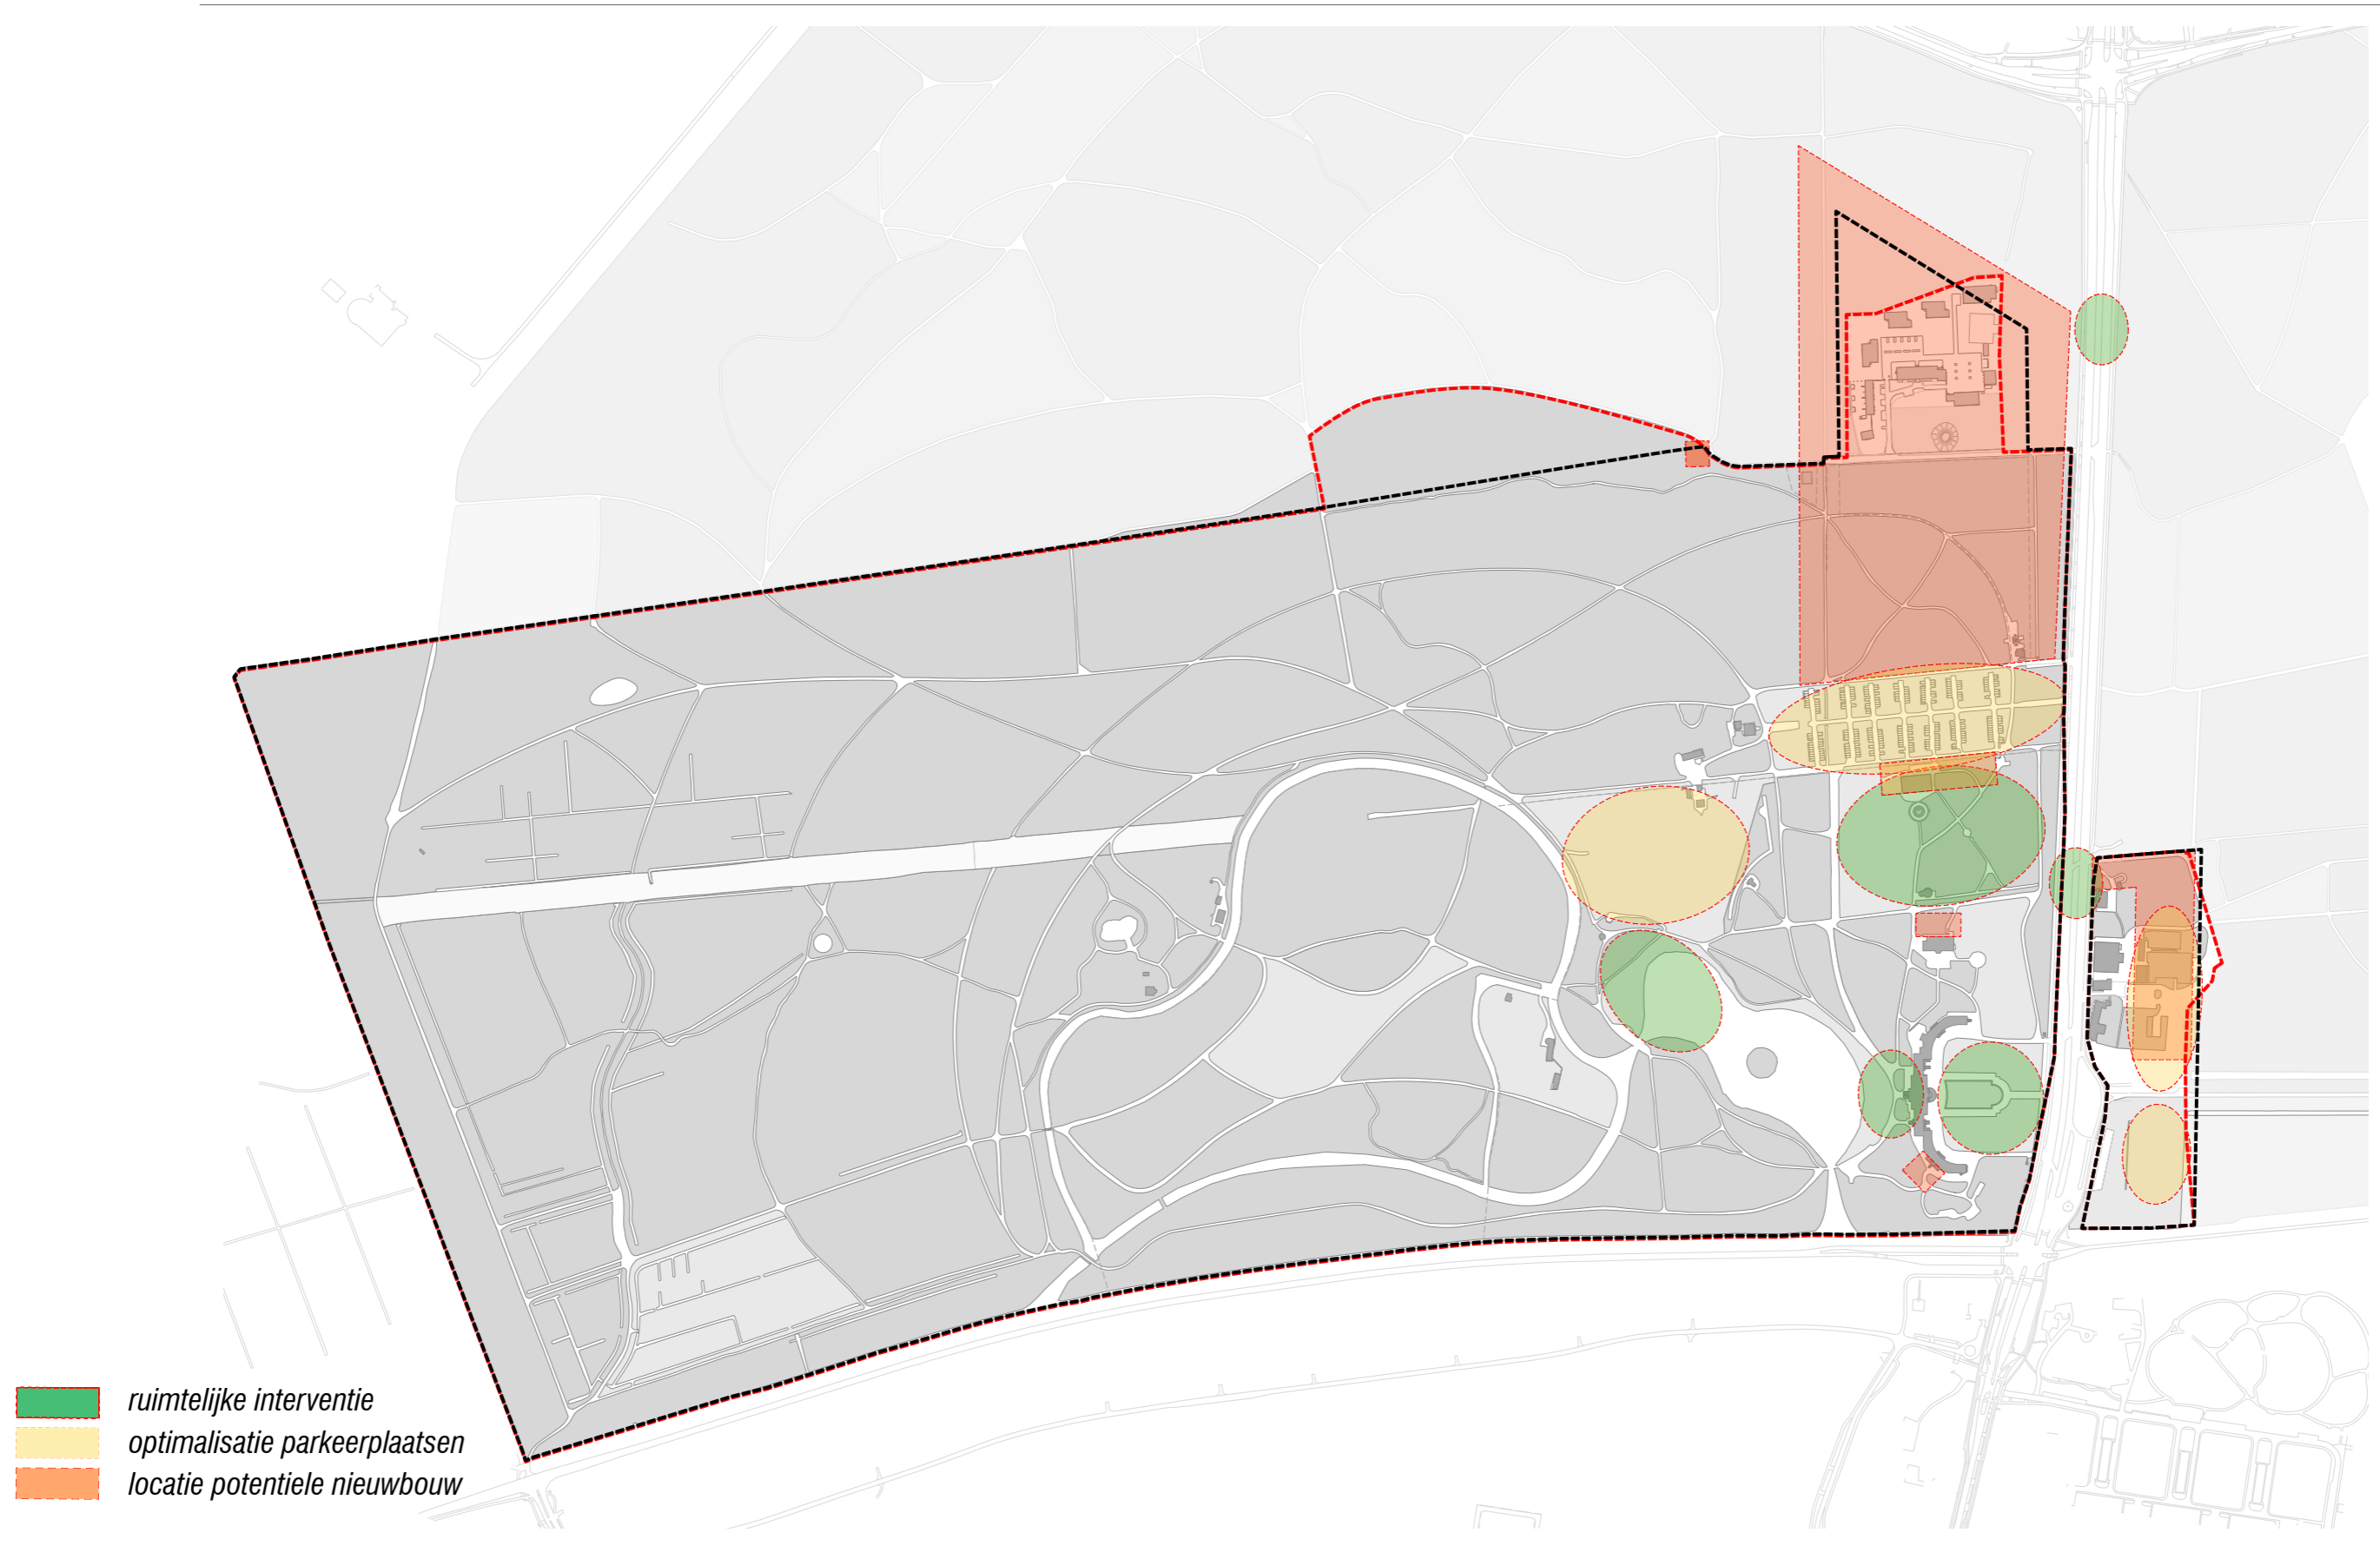 ruimtelijke interventie
optimalisatie parkeerplaatsen
locatie potentiele nieuwbouw